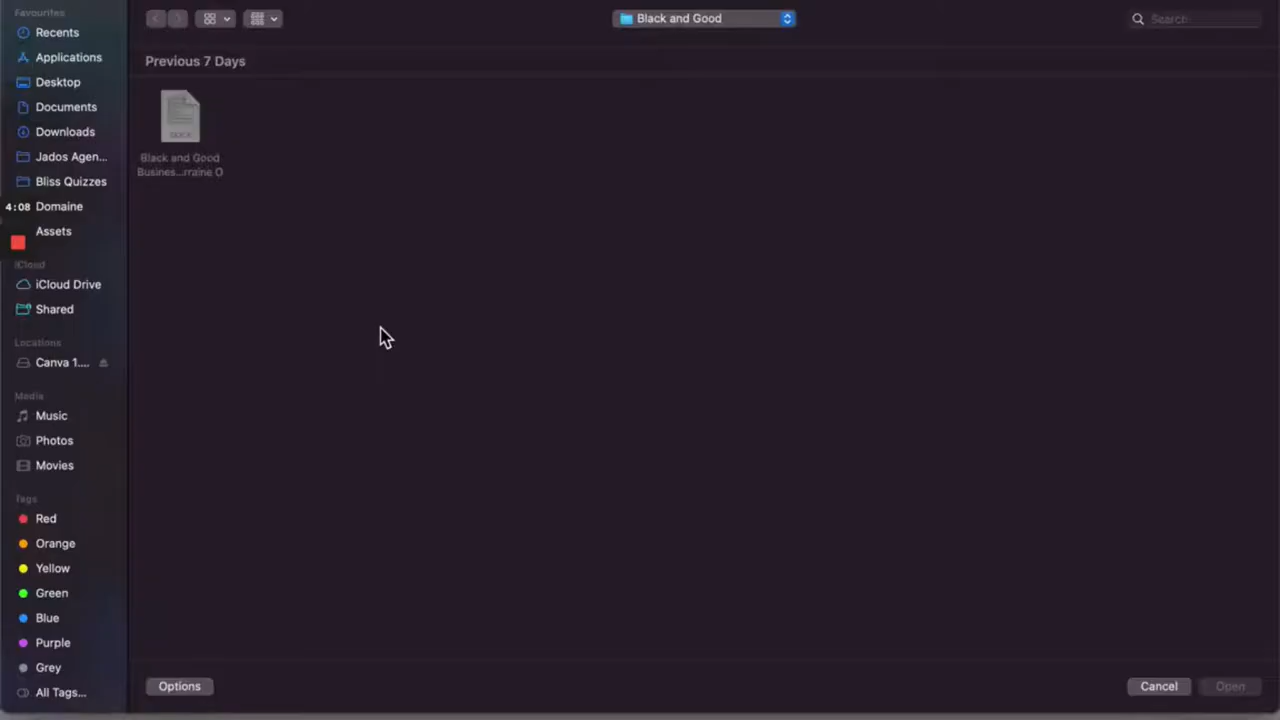 Favourites
Recents
Applications
Desktop
Documents
Downloads
Jados Agen...
Bliss Quizzes
4:08 Domaine
Assets
iCloud
iCloud Drive
Shared
Locations
Canva 1....
Media
Music
Photos
Movies
Tags
Red
Orange
Yellow
Green
Blue
Purple
Grey
All Tags...
Black and Good
Search
Previous 7 Days
DOCX
Black and Good
Busines...rraine O
Options
Cancel
Open